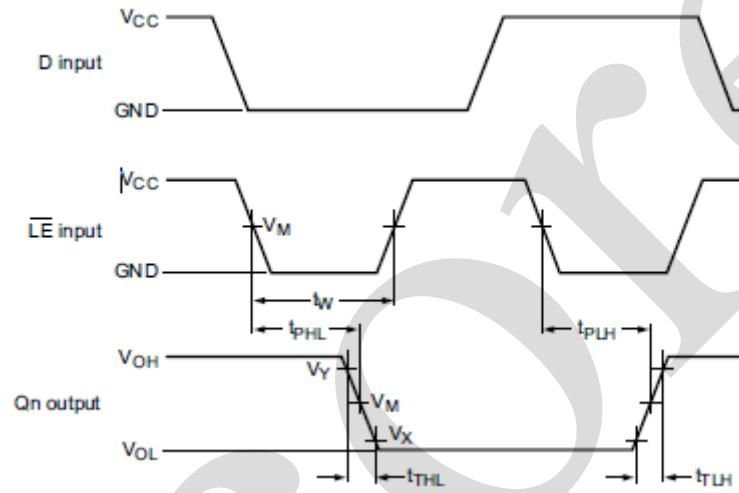 VCC
D input
GND
VCC
LE input
VM
GND
tW
tPHL
tPLH
VOH
VY
Qn output
VM
VX
VOL
tTHL
tTLH